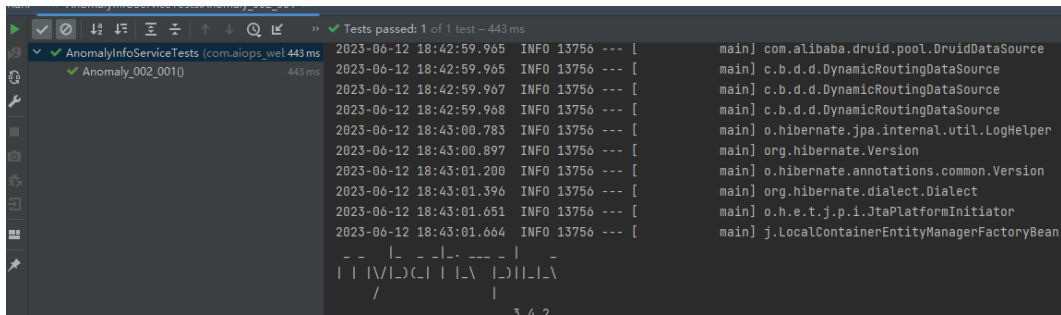 AnomalyInfoServiceTests.Anomaly_002_001
» Tests passed: 1 of 1 test – 443 ms
AnomalyInfoServiceTests (com.aiops_wel 443 ms
Anomaly_002_001() 443 ms
2023-06-12 18:42:59.965 INFO 13756 --- [ main] com.alibaba.druid.pool.DruidDataSource
2023-06-12 18:42:59.965 INFO 13756 --- [ main] c.b.d.d.DynamicRoutingDataSource
2023-06-12 18:42:59.967 INFO 13756 --- [ main] c.b.d.d.DynamicRoutingDataSource
2023-06-12 18:42:59.968 INFO 13756 --- [ main] c.b.d.d.DynamicRoutingDataSource
2023-06-12 18:43:00.783 INFO 13756 --- [ main] o.hibernate.jpa.internal.util.LogHelper
2023-06-12 18:43:00.897 INFO 13756 --- [ main] org.hibernate.Version
2023-06-12 18:43:01.200 INFO 13756 --- [ main] o.hibernate.annotations.common.Version
2023-06-12 18:43:01.396 INFO 13756 --- [ main] org.hibernate.dialect.Dialect
2023-06-12 18:43:01.651 INFO 13756 --- [ main] o.h.e.t.j.p.i.JtaPlatformInitiator
2023-06-12 18:43:01.664 INFO 13756 --- [ main] j.LocalContainerEntityManagerFactoryBean
 _ _   |_  _ _|_. ___ _ |    _
| | |\/|_)(_| | |_\  |_)||_|_\
     /               |
3.4.2